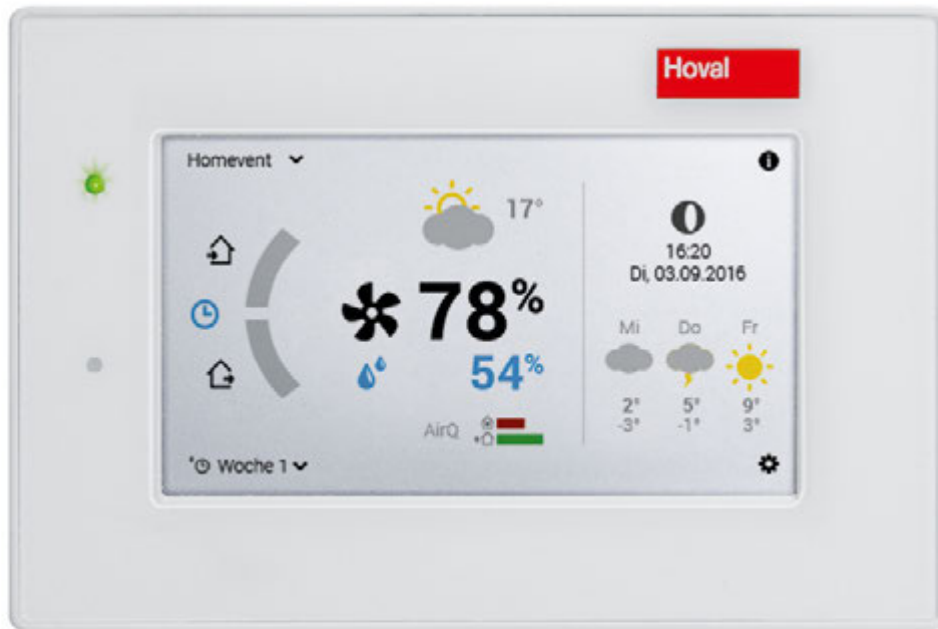 Hoval
Homevent
17°
16:20
Di, 03.09.2016
78%
54%
Mi Do Fr
2° 5° 9°
-3° -1° 3°
AirQ
Woche 1